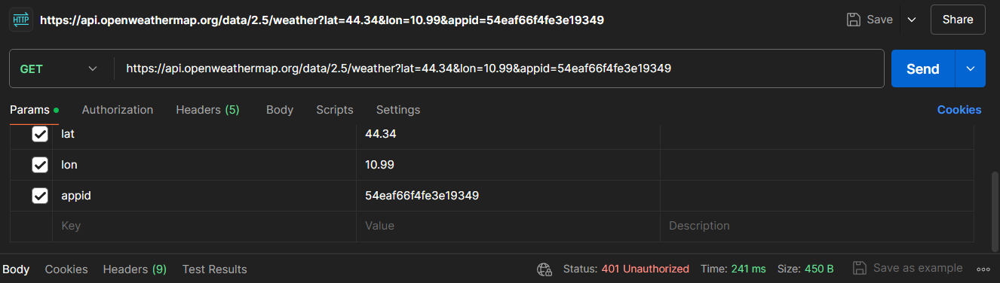 HTTP https://api.openweathermap.org/data/2.5/weather?lat=44.34&lon=10.99&appid=54eaf66f4fe3e19349 Save Share
GET https://api.openweathermap.org/data/2.5/weather?lat=44.34&lon=10.99&appid=54eaf66f4fe3e19349 Send
Params Authorization Headers (5) Body Scripts Settings Cookies
lat 44.34
lon 10.99
appid 54eaf66f4fe3e19349
Key Value Description
Body Cookies Headers (9) Test Results Status: 401 Unauthorized Time: 241 ms Size: 450 B Save as example